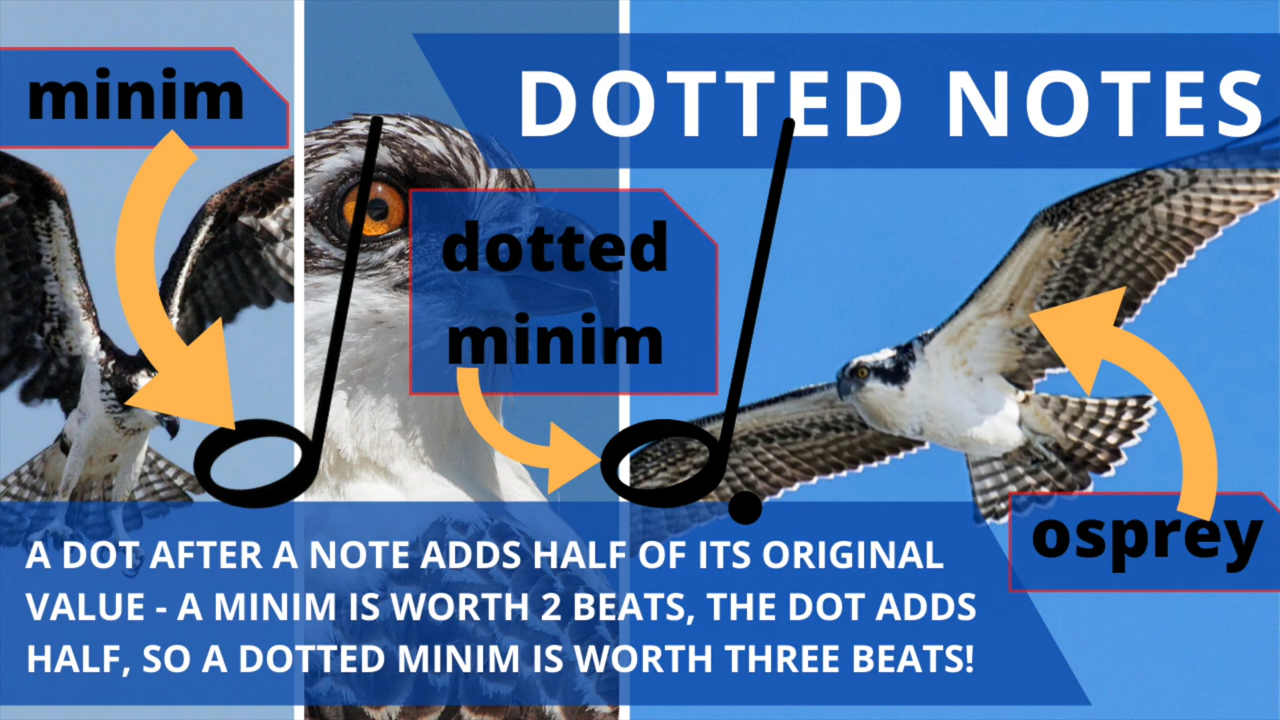 DOTTED NOTES
minim
dotted
minim
osprey
A DOT AFTER A NOTE ADDS HALF OF ITS ORIGINAL
VALUE - A MINIM IS WORTH 2 BEATS, THE DOT ADDS
HALF, SO A DOTTED MINIM IS WORTH THREE BEATS!